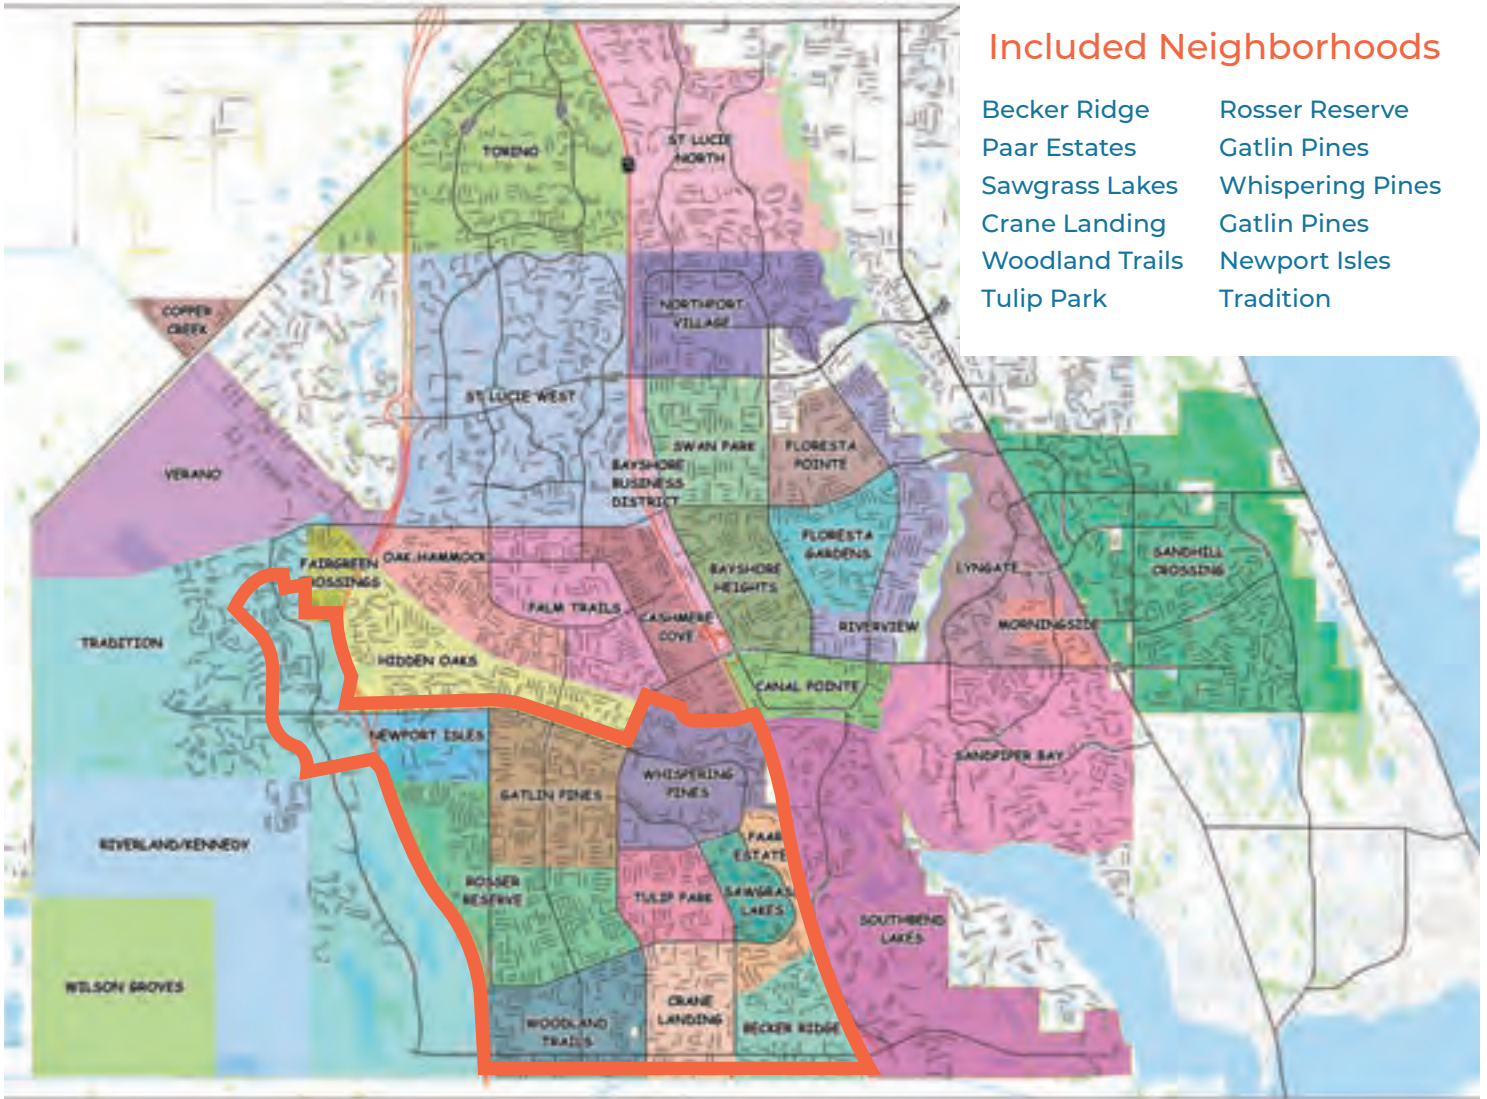 Included Neighborhoods
Becker Ridge
Paar Estates
Sawgrass Lakes
Crane Landing
Woodland Trails
Tulip Park
Rosser Reserve
Gatlin Pines
Whispering Pines
Gatlin Pines
Newport Isles
Tradition
TORINO
ST LUCIE
NORTH
COPPER
CREEK
NORTHPORT
VILLAGE
ST LUCIE WEST
VERANO
SWAN PARK
FLORESTA
POINTE
BAYSHORE
BUSINESS
DISTRICT
FLORESTA
GARDENS
SANDHILL
CROSSING
FAIRGREEN
OSSINGS
OAK HAMMOCK
BAYSHORE
HEIGHTS
LYNGATE
PALM TRAILS
CASHMERE
COVE
RIVERVIEW
MORNINGSIDE
TRADITION
HIDDEN OAKS
CANAL POINTE
NEWPORT ISLES
SANDPIPER BAY
WHISPERING
PINES
GATLIN PINES
RIVERLAND/KENNEDY
PAAR
ESTATE
ROSSER
RESERVE
TULIP PARK
SAWGRAS
LAKES
SOUTHBEND
LAKES
WILSON GROVES
WOODLAND
TRAILS
CRANE
LANDING
BECKER RIDGE